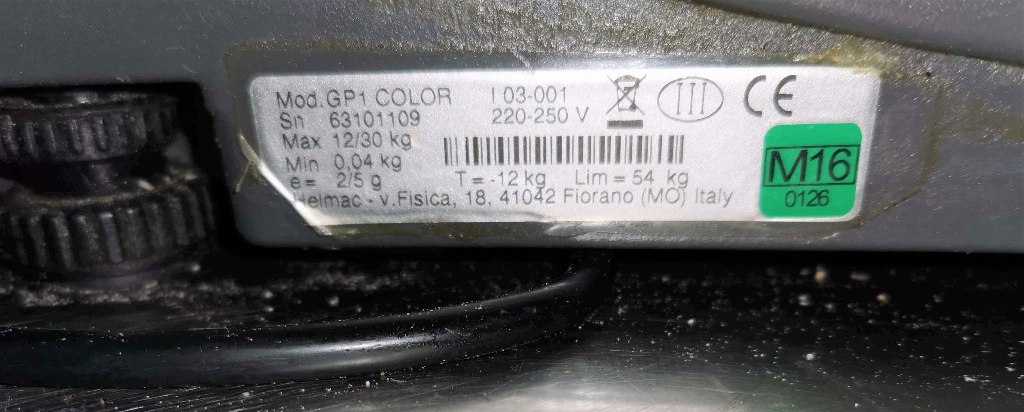 Mod. GP1 COLOR I 03-001
Sn 63101109 220-250 V
Max 12/30 kg
Min 0,04 kg
e= 2/5 g T = -12 kg Lim = 54 kg
Helmac - v.Fisica, 18, 41042 Fiorano (MO) Italy
III
CE
M16
0126